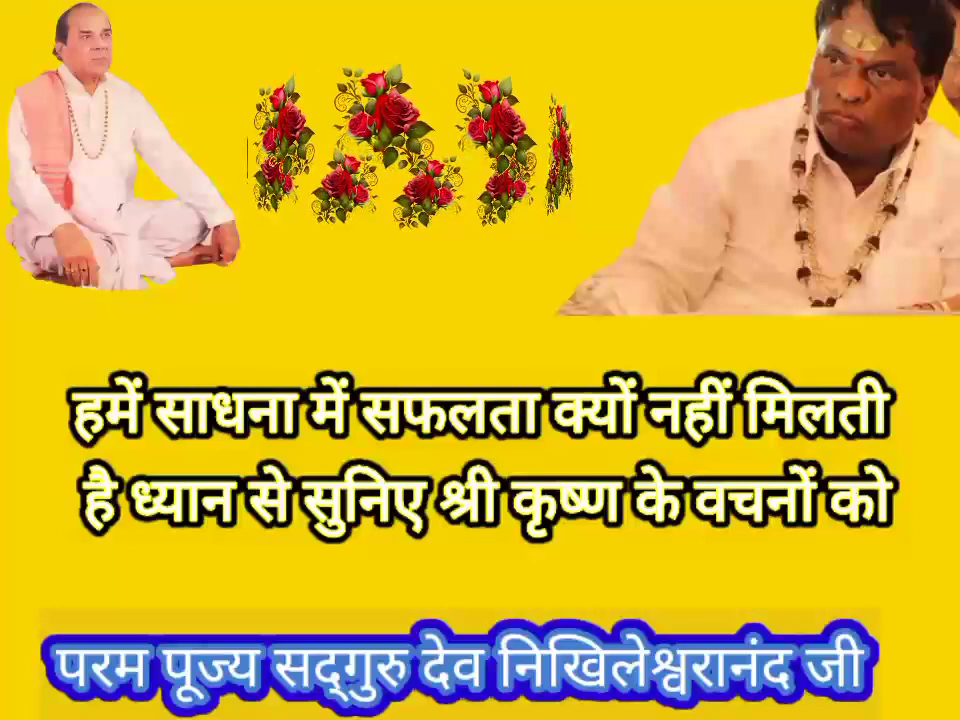 हमें साधना में सफलता क्यों नहीं मिलती
है ध्यान से सुनिए श्री कृष्ण के वचनों को
परम पूज्य सद्गुरु देव निखिलेश्वरानंद जी